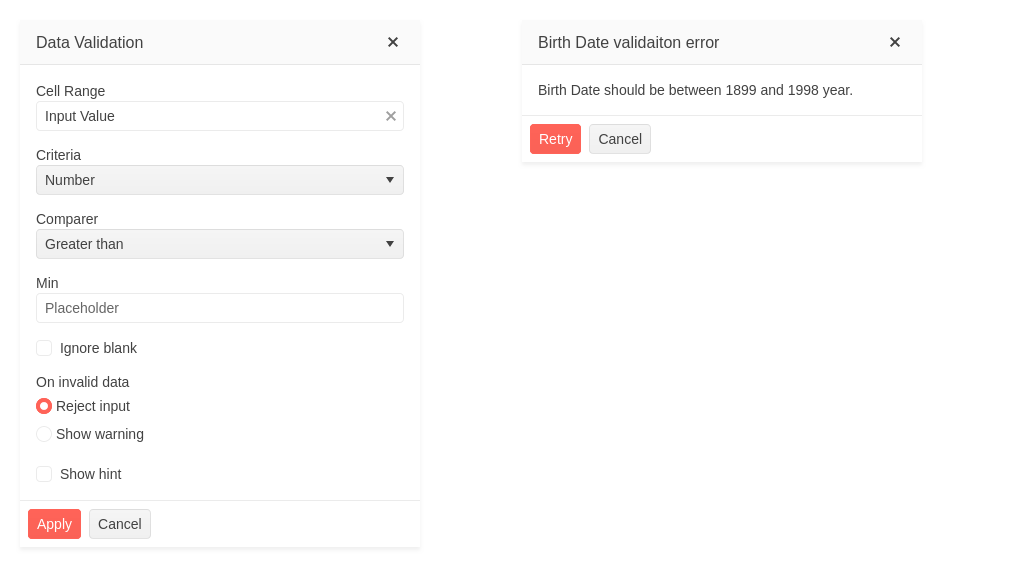 Data Validation
Cell Range
Input Value
Criteria
Number
Comparer
Greater than
Min
Placeholder
Ignore blank
On invalid data
Reject input
Show warning
Show hint
Apply Cancel
Birth Date validaiton error
Birth Date should be between 1899 and 1998 year.
Retry Cancel